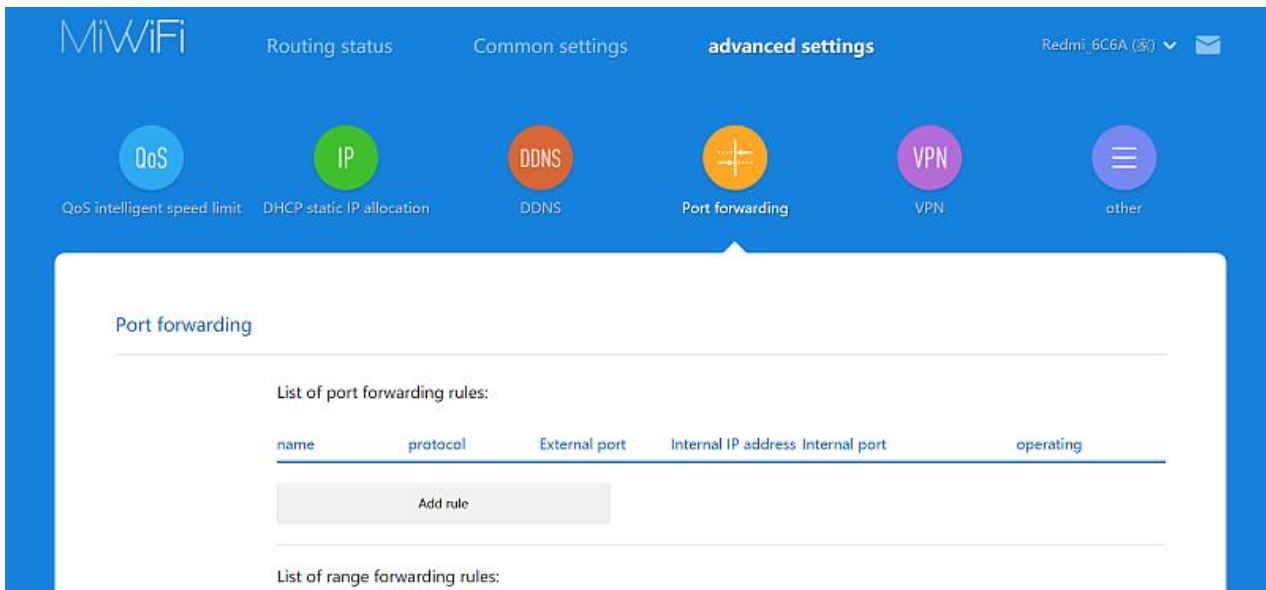 MiWiFi Routing status Common settings advanced settings Redmi_6C6A (家)
QoS IP DDNS VPN
QoS intelligent speed limit DHCP static IP allocation DDNS Port forwarding VPN other
Port forwarding
List of port forwarding rules:
name protocol External port Internal IP address Internal port operating
Add rule
List of range forwarding rules: